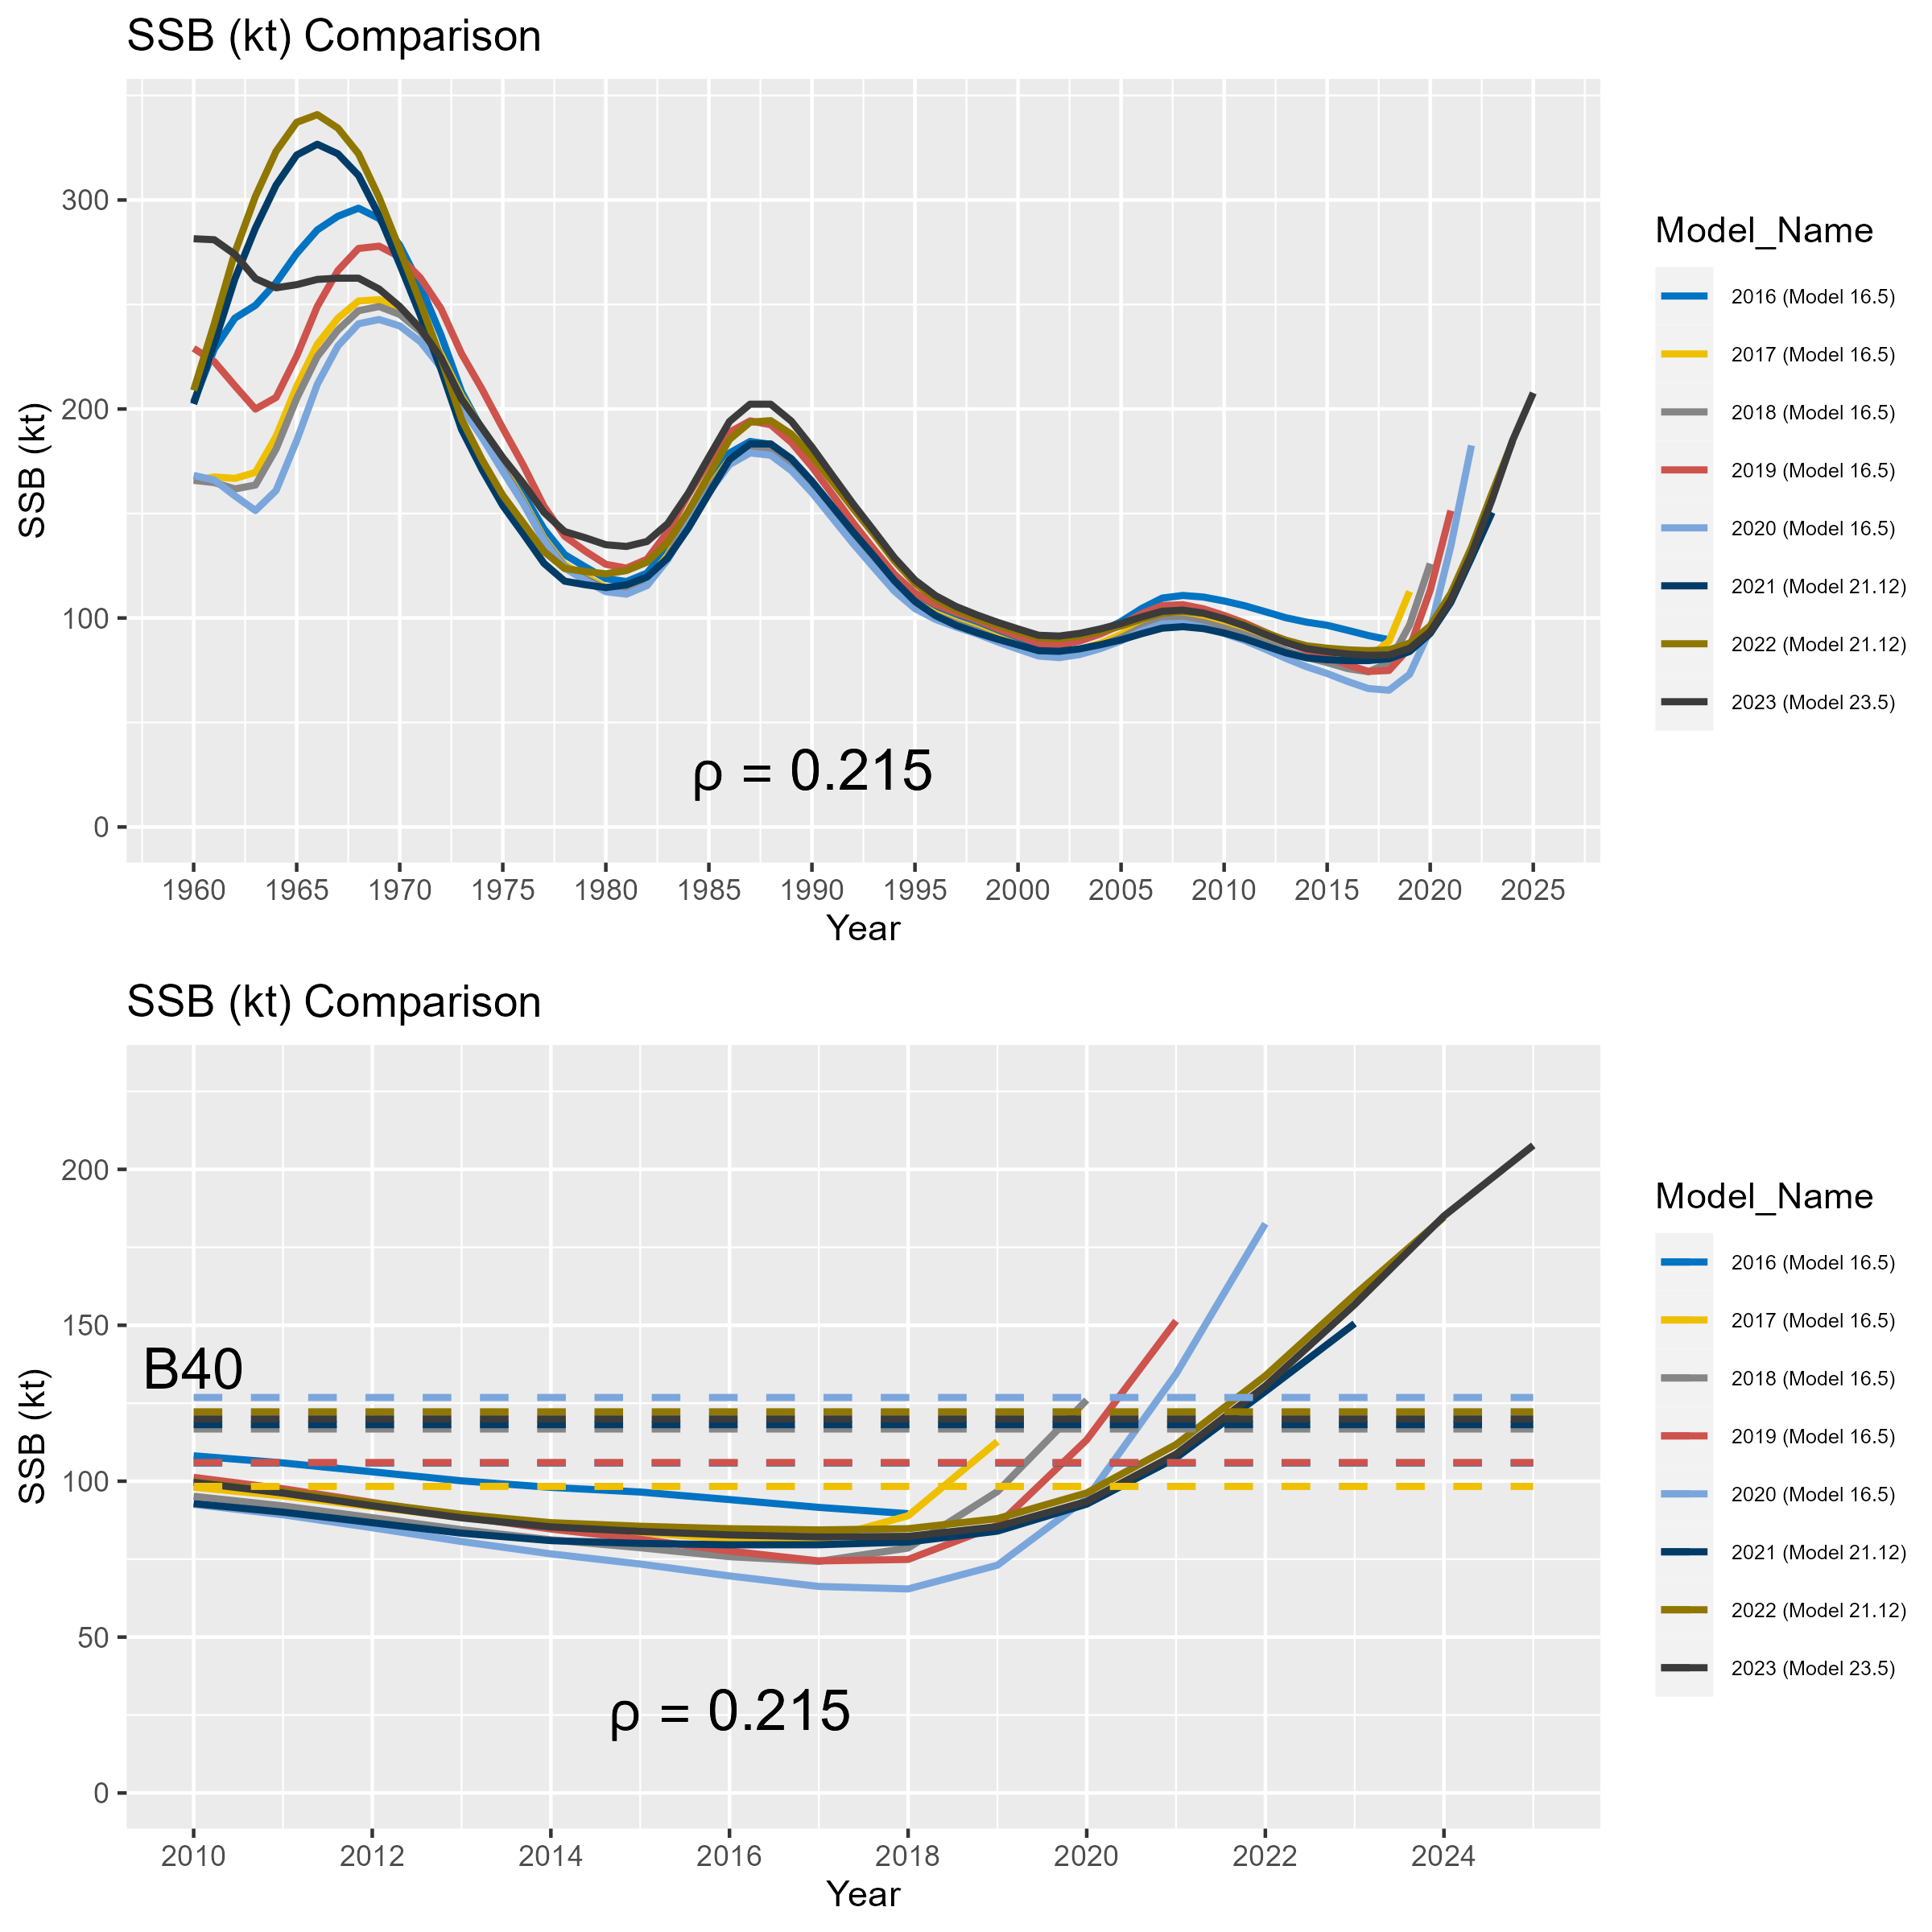 SSB (kt) Comparison
SSB (kt)
300
200
100
0
ρ = 0.215
1960 1965 1970 1975 1980 1985 1990 1995 2000 2005 2010 2015 2020 2025
Year
Model_Name
2016 (Model 16.5)
2017 (Model 16.5)
2018 (Model 16.5)
2019 (Model 16.5)
2020 (Model 16.5)
2021 (Model 21.12)
2022 (Model 21.12)
2023 (Model 23.5)
SSB (kt) Comparison
SSB (kt)
200
150
100
50
0
B40
ρ = 0.215
2010 2012 2014 2016 2018 2020 2022 2024
Year
Model_Name
2016 (Model 16.5)
2017 (Model 16.5)
2018 (Model 16.5)
2019 (Model 16.5)
2020 (Model 16.5)
2021 (Model 21.12)
2022 (Model 21.12)
2023 (Model 23.5)